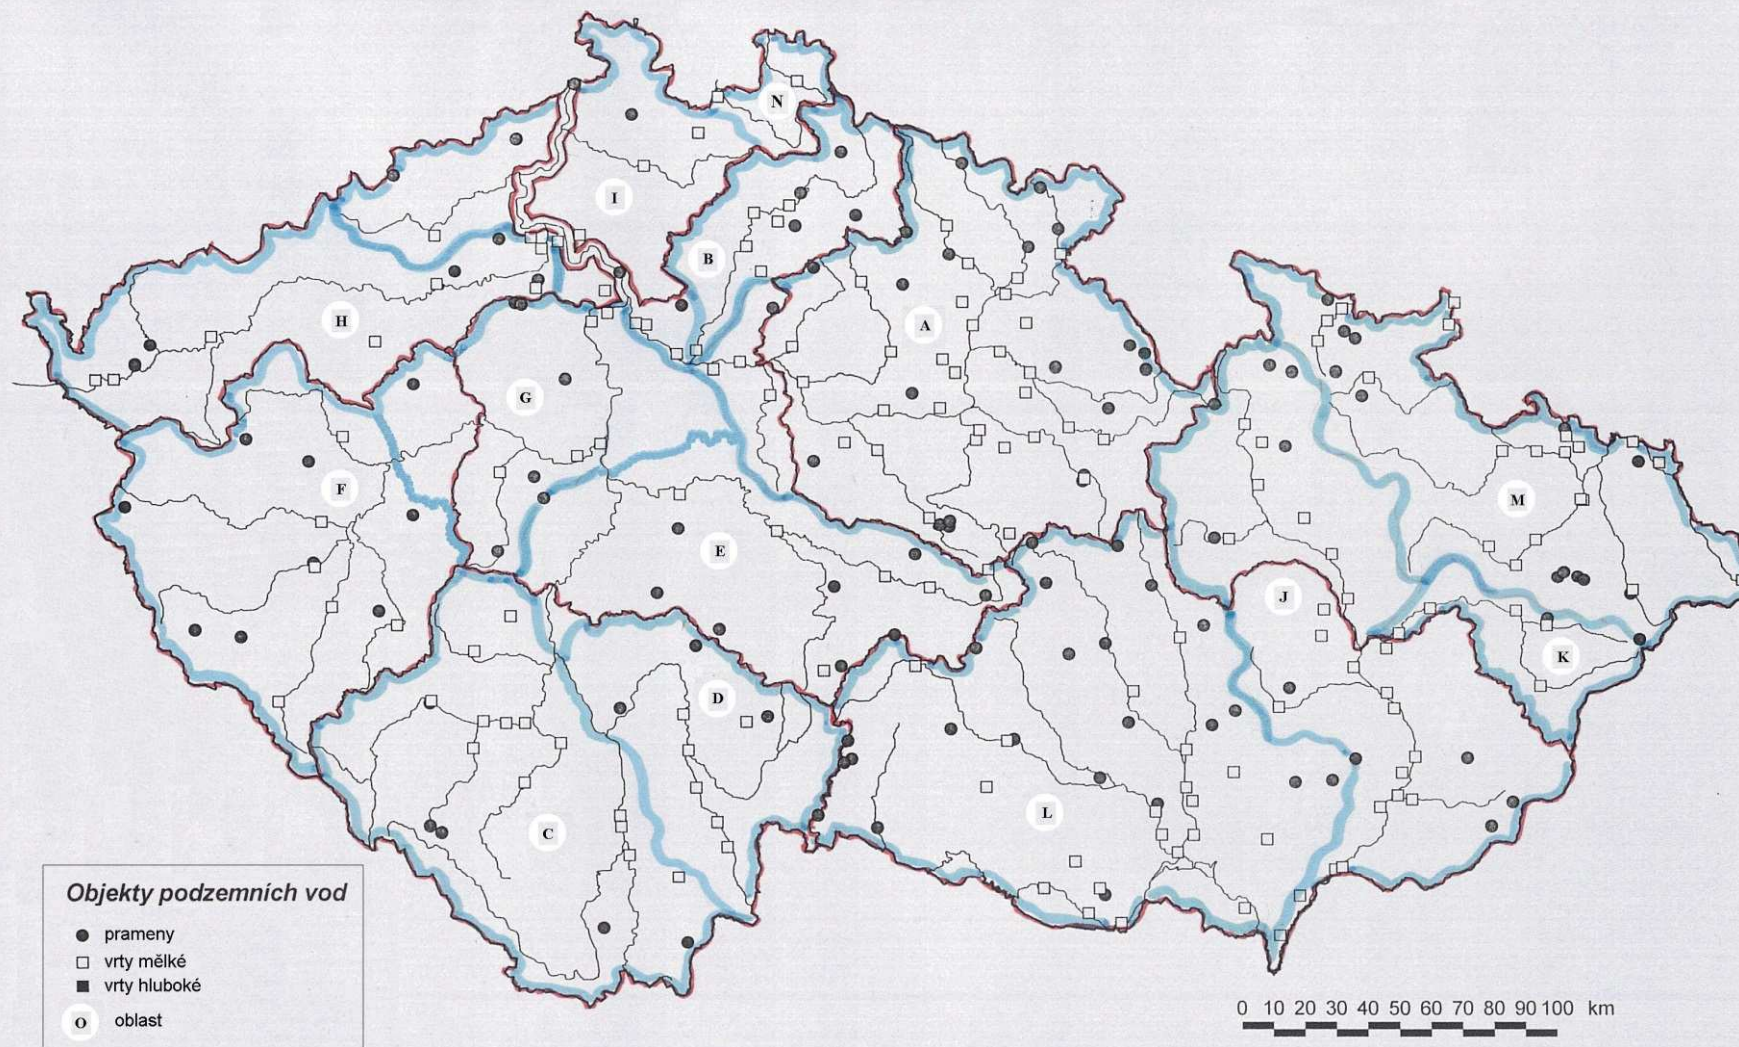 N
I
B
A
H
G
F
M
E
J
K
D
L
C
Objekty podzemních vod
prameny
vrty mělké
vrty hluboké
O oblast
0 10 20 30 40 50 60 70 80 90 100 km